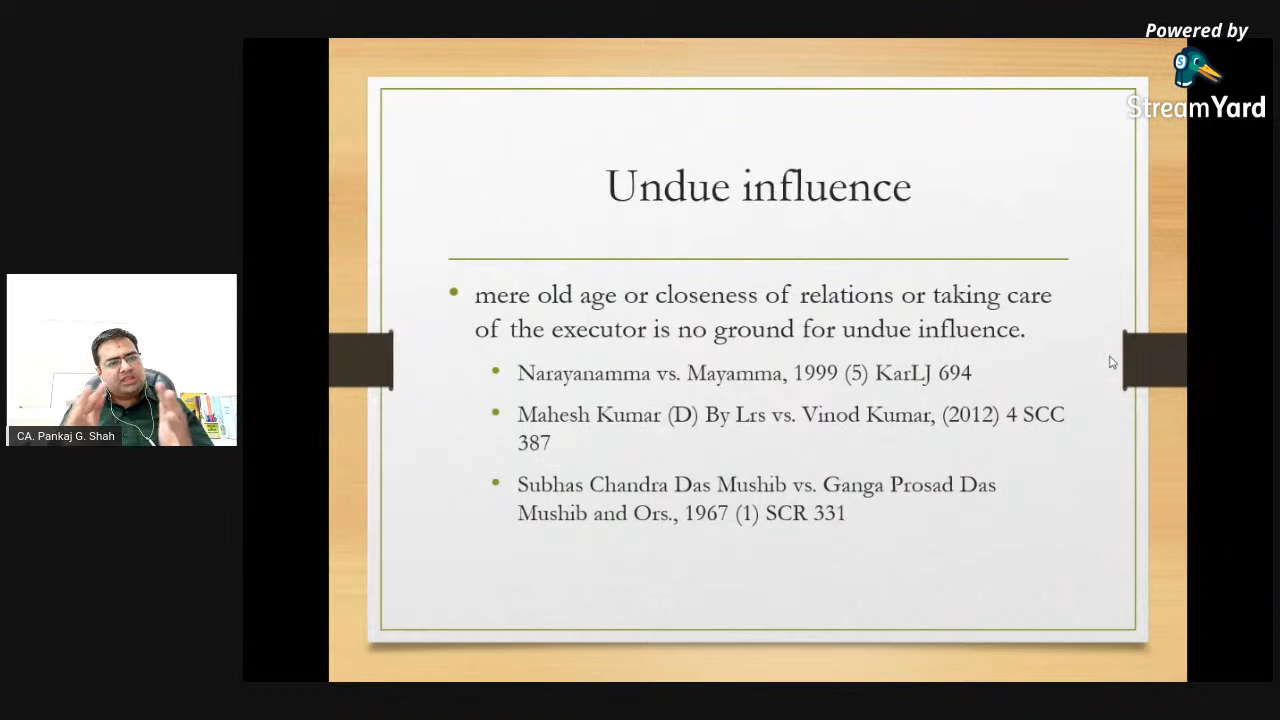 Powered by
StreamYard
Undue influence
mere old age or closeness of relations or taking care
of the executor is no ground for undue influence.
Narayanamma vs. Mayamma, 1999 (5) KarLJ 694
Mahesh Kumar (D) By Lrs vs. Vinod Kumar, (2012) 4 SCC
387
Subhas Chandra Das Mushib vs. Ganga Prosad Das
Mushib and Ors., 1967 (1) SCR 331
CA. Pankaj G. Shah